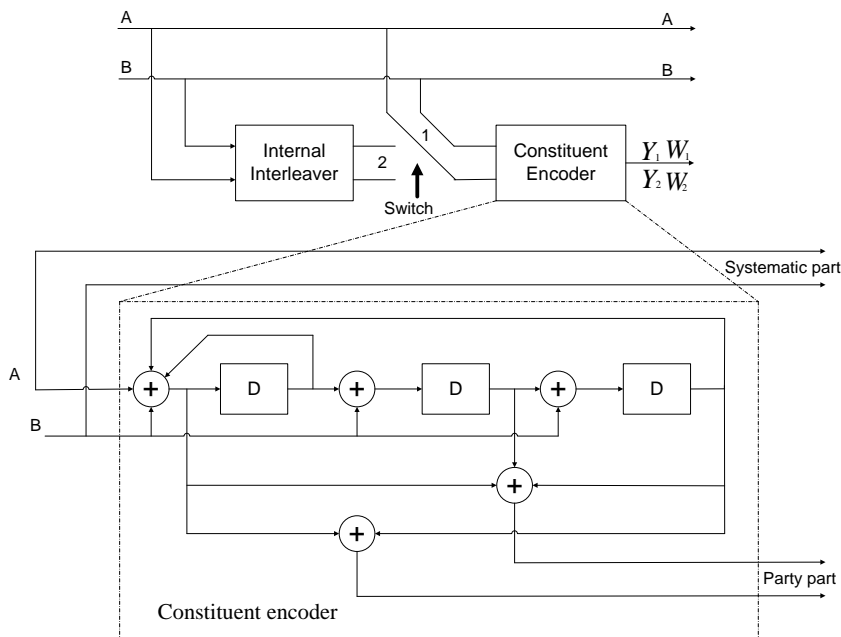 A A
B B
Internal
Interleaver
2
1
Switch
Constituent
Encoder
Y₁ W₁
Y₂ W₂
Systematic part
A
+ D + D + D
B
+
+
Party part
Constituent encoder